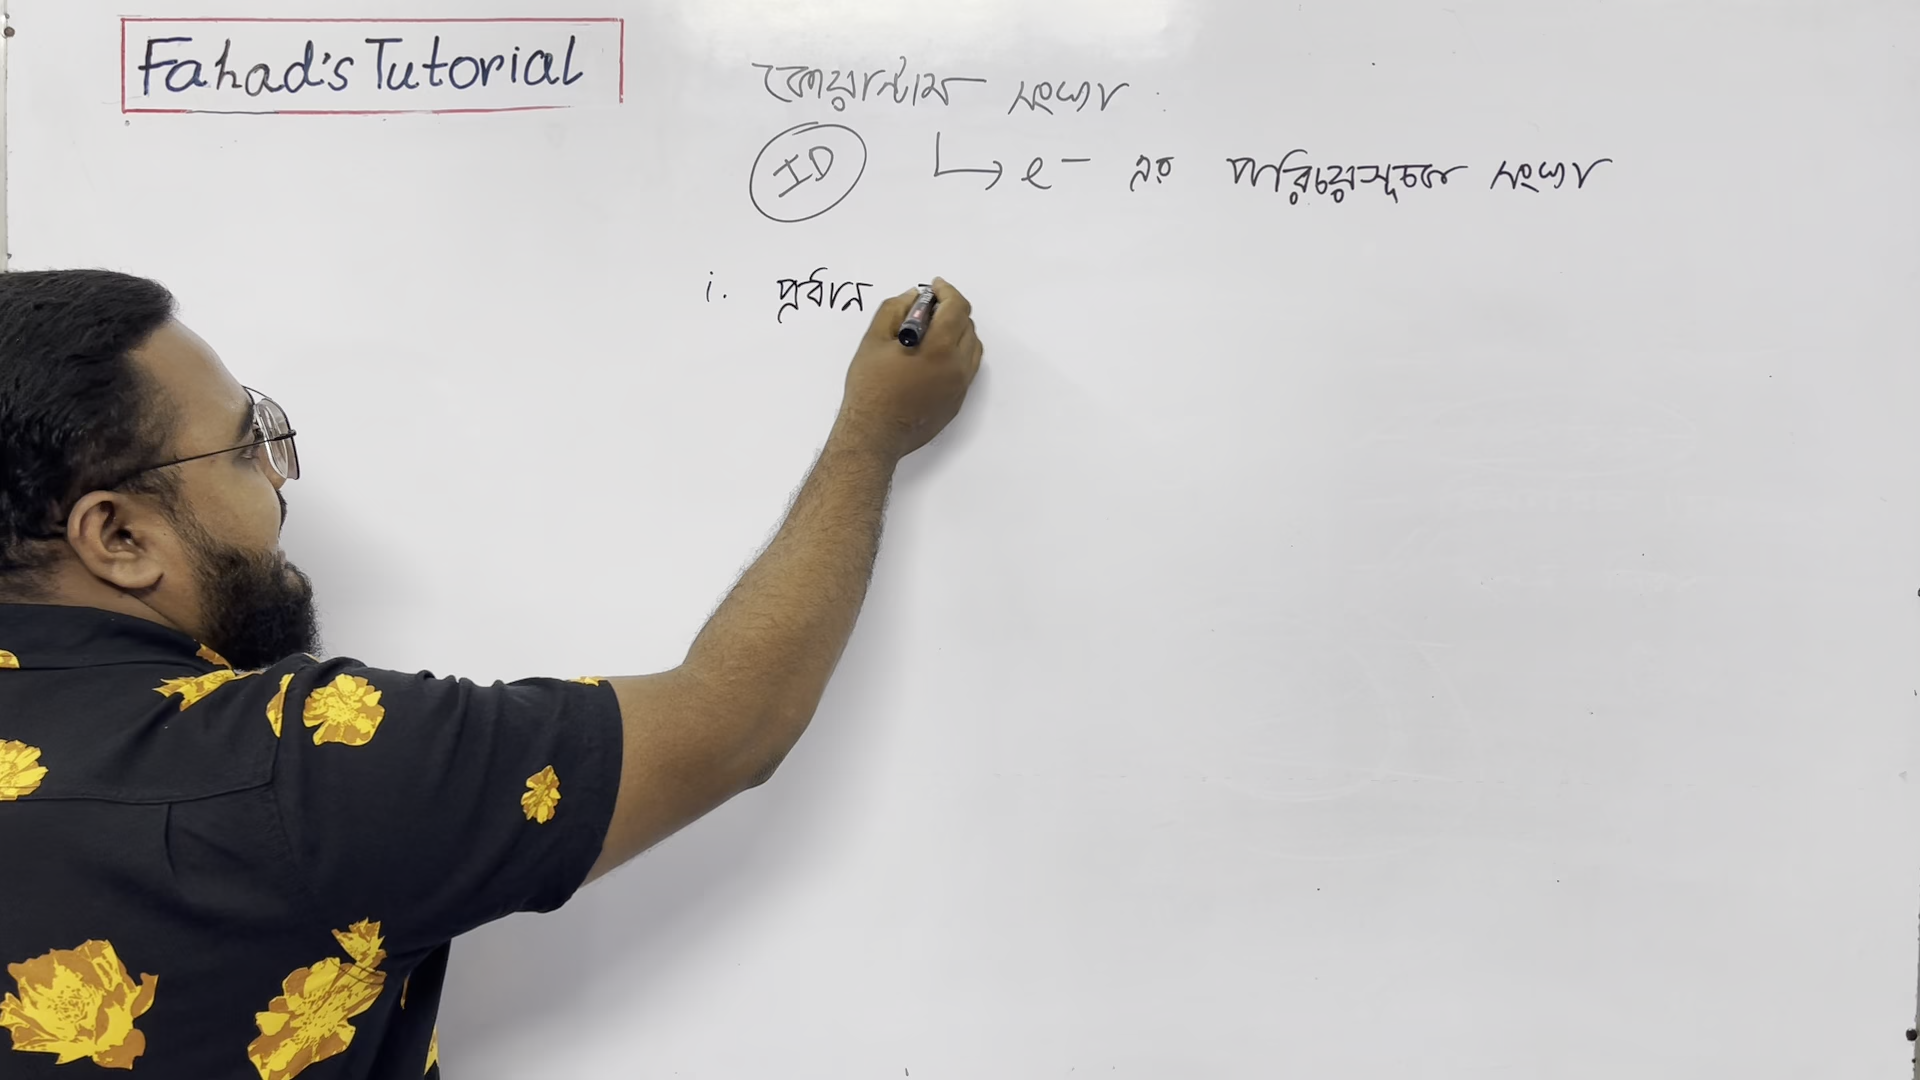 Fahad's Tutorial
কোয়ান্টাম সংখ্যা
ID → e⁻ এর পরিচয়সূচক সংখ্যা
i. প্রধান